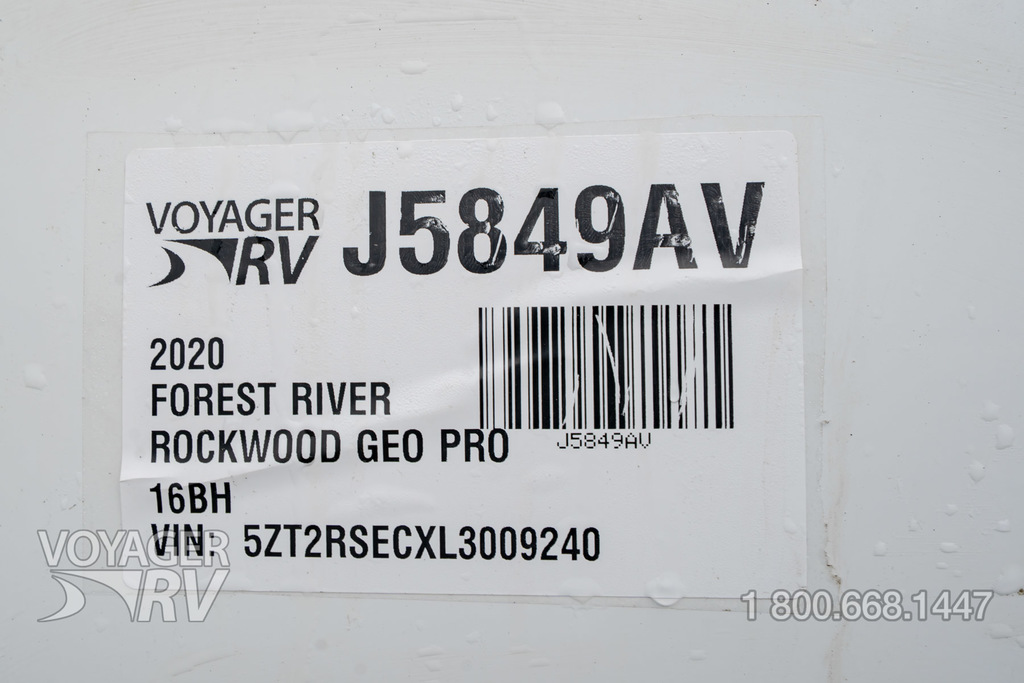 VOYAGER RV J5849AV
2020
FOREST RIVER
ROCKWOOD GEO PRO
J5849AV
16BH
VIN: 5ZT2RSECXL3009240
VOYAGER RV
1 800.668.1447